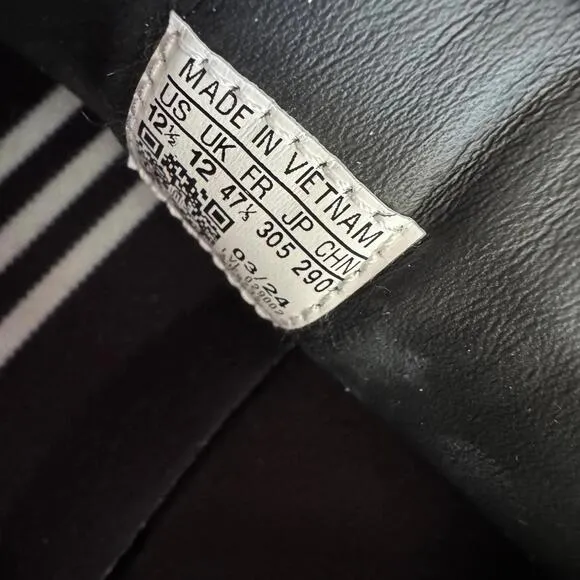 MADE IN VIETNAM
US UK FR JP CHN
12½ 12 47⅓ 305 290
03/24